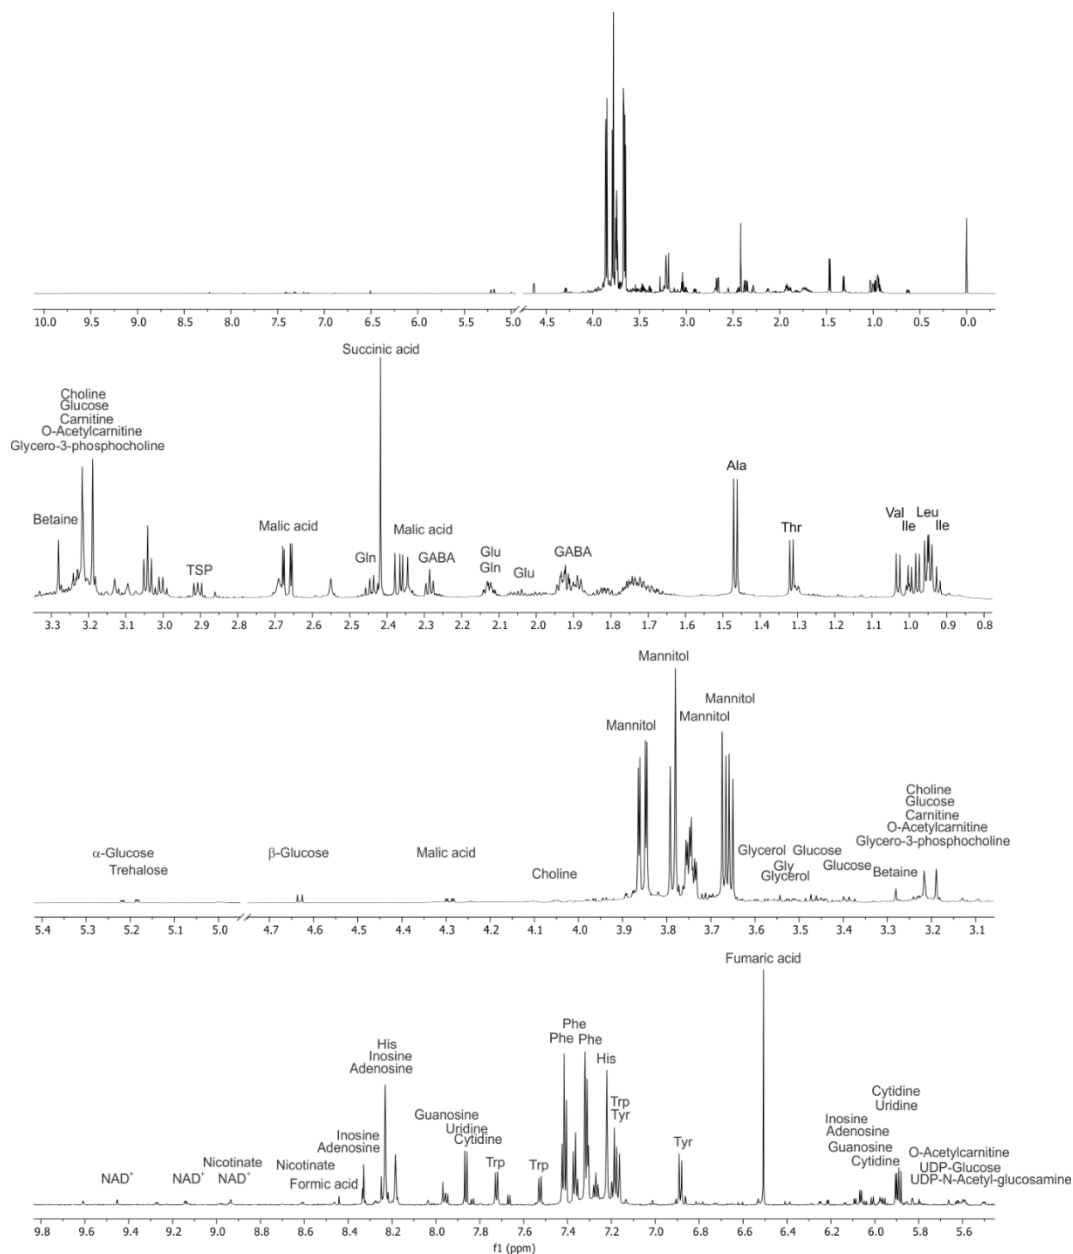 10.0 9.5 9.0 8.5 8.0 7.5 7.0 6.5 6.0 5.5 5.0 4.5 4.0 3.5 3.0 2.5 2.0 1.5 1.0 0.5 0.0
Succinic acid
Choline
Glucose
Carnitine
O-Acetylcarnitine
Glycero-3-phosphocholine
Betaine
TSP
Malic acid
Gln
Malic acid
GABA
Glu
Gln
Glu
GABA
Ala
Thr
Val
Ile
Leu
Ile
3.3 3.2 3.1 3.0 2.9 2.8 2.7 2.6 2.5 2.4 2.3 2.2 2.1 2.0 1.9 1.8 1.7 1.6 1.5 1.4 1.3 1.2 1.1 1.0 0.9 0.8
Mannitol
Mannitol
Mannitol
Mannitol
α-Glucose
Trehalose
β-Glucose
Malic acid
Choline
Glycerol
Gly
Glycerol
Glucose
Glucose
Betaine
Choline
Glucose
Carnitine
O-Acetylcarnitine
Glycero-3-phosphocholine
5.4 5.3 5.2 5.1 5.0 4.7 4.6 4.5 4.4 4.3 4.2 4.1 4.0 3.9 3.8 3.7 3.6 3.5 3.4 3.3 3.2 3.1
Fumaric acid
NAD+
NAD+
Nicotinate
NAD+
Nicotinate
Formic acid
Inosine
Adenosine
His
Inosine
Adenosine
Guanosine
Uridine
Cytidine
Trp
Trp
Phe
Phe
Phe
His
Trp
Tyr
Tyr
Inosine
Adenosine
Guanosine
Cytidine
Cytidine
Uridine
O-Acetylcarnitine
UDP-Glucose
UDP-N-Acetyl-glucosamine
9.8 9.6 9.4 9.2 9.0 8.8 8.6 8.4 8.2 8.0 7.8 7.6 7.4 7.2 7.0 6.8 6.6 6.4 6.2 6.0 5.8 5.6
f1 (ppm)